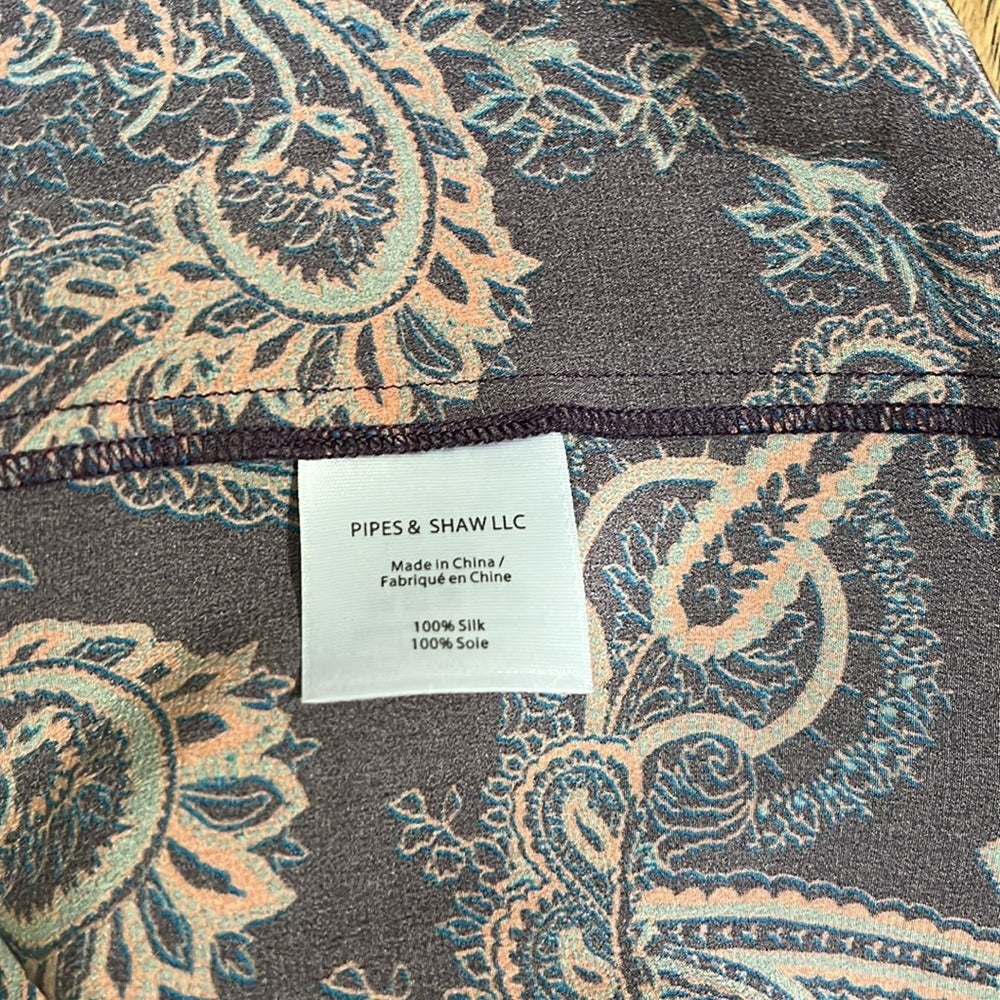 PIPES & SHAW LLC
Made in China /
Fabriqué en Chine
100% Silk
100% Soie